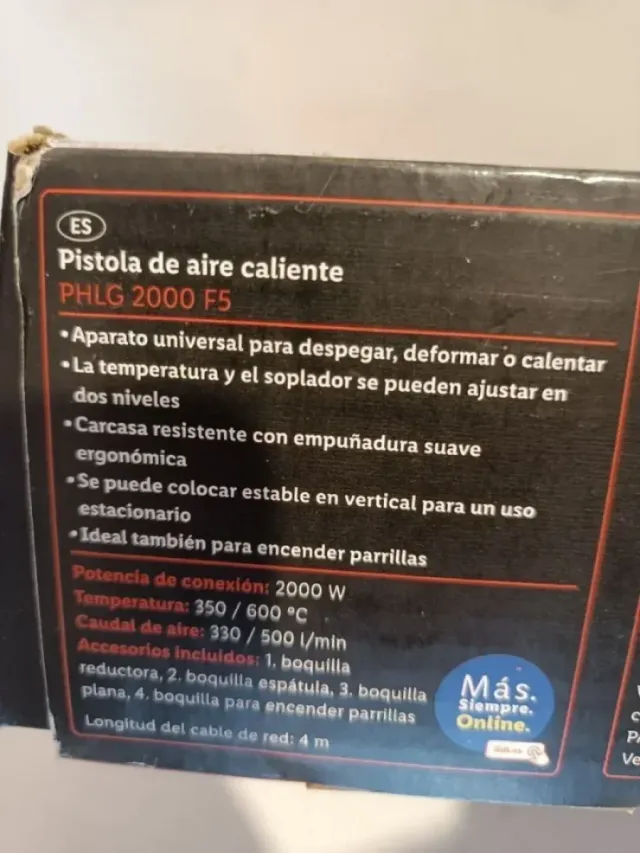 ES
Pistola de aire caliente
PHLG 2000 F5
•Aparato universal para despegar, deformar o calentar
•La temperatura y el soplador se pueden ajustar en
dos niveles
•Carcasa resistente con empuñadura suave
ergonómica
•Se puede colocar estable en vertical para un uso
estacionario
•Ideal también para encender parrillas
Potencia de conexión: 2000 W
Temperatura: 350 / 600 °C
Caudal de aire: 330 / 500 l/min
Accesorios incluidos: 1. boquilla
reductora, 2. boquilla espátula, 3. boquilla
plana, 4. boquilla para encender parrillas
Longitud del cable de red: 4 m
Más.
Siempre.
Online.